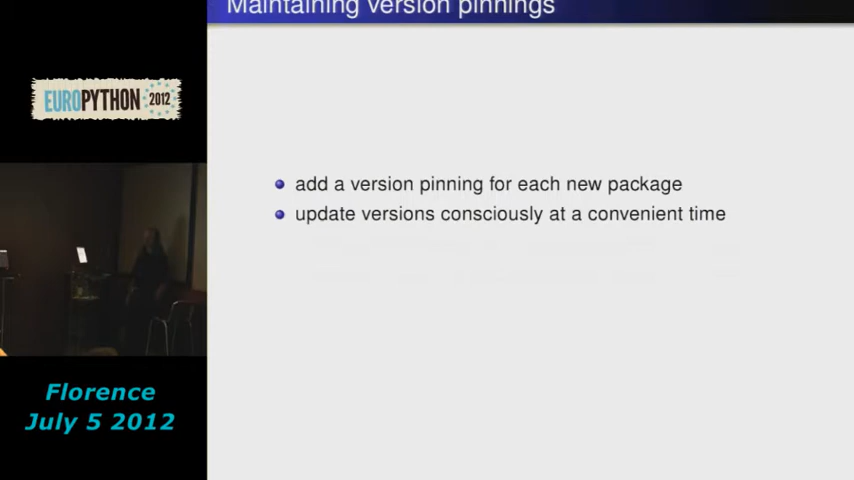 Maintaining version pinnings
EUROPYTHON 2012
add a version pinning for each new package
update versions consciously at a convenient time
Florence
July 5 2012